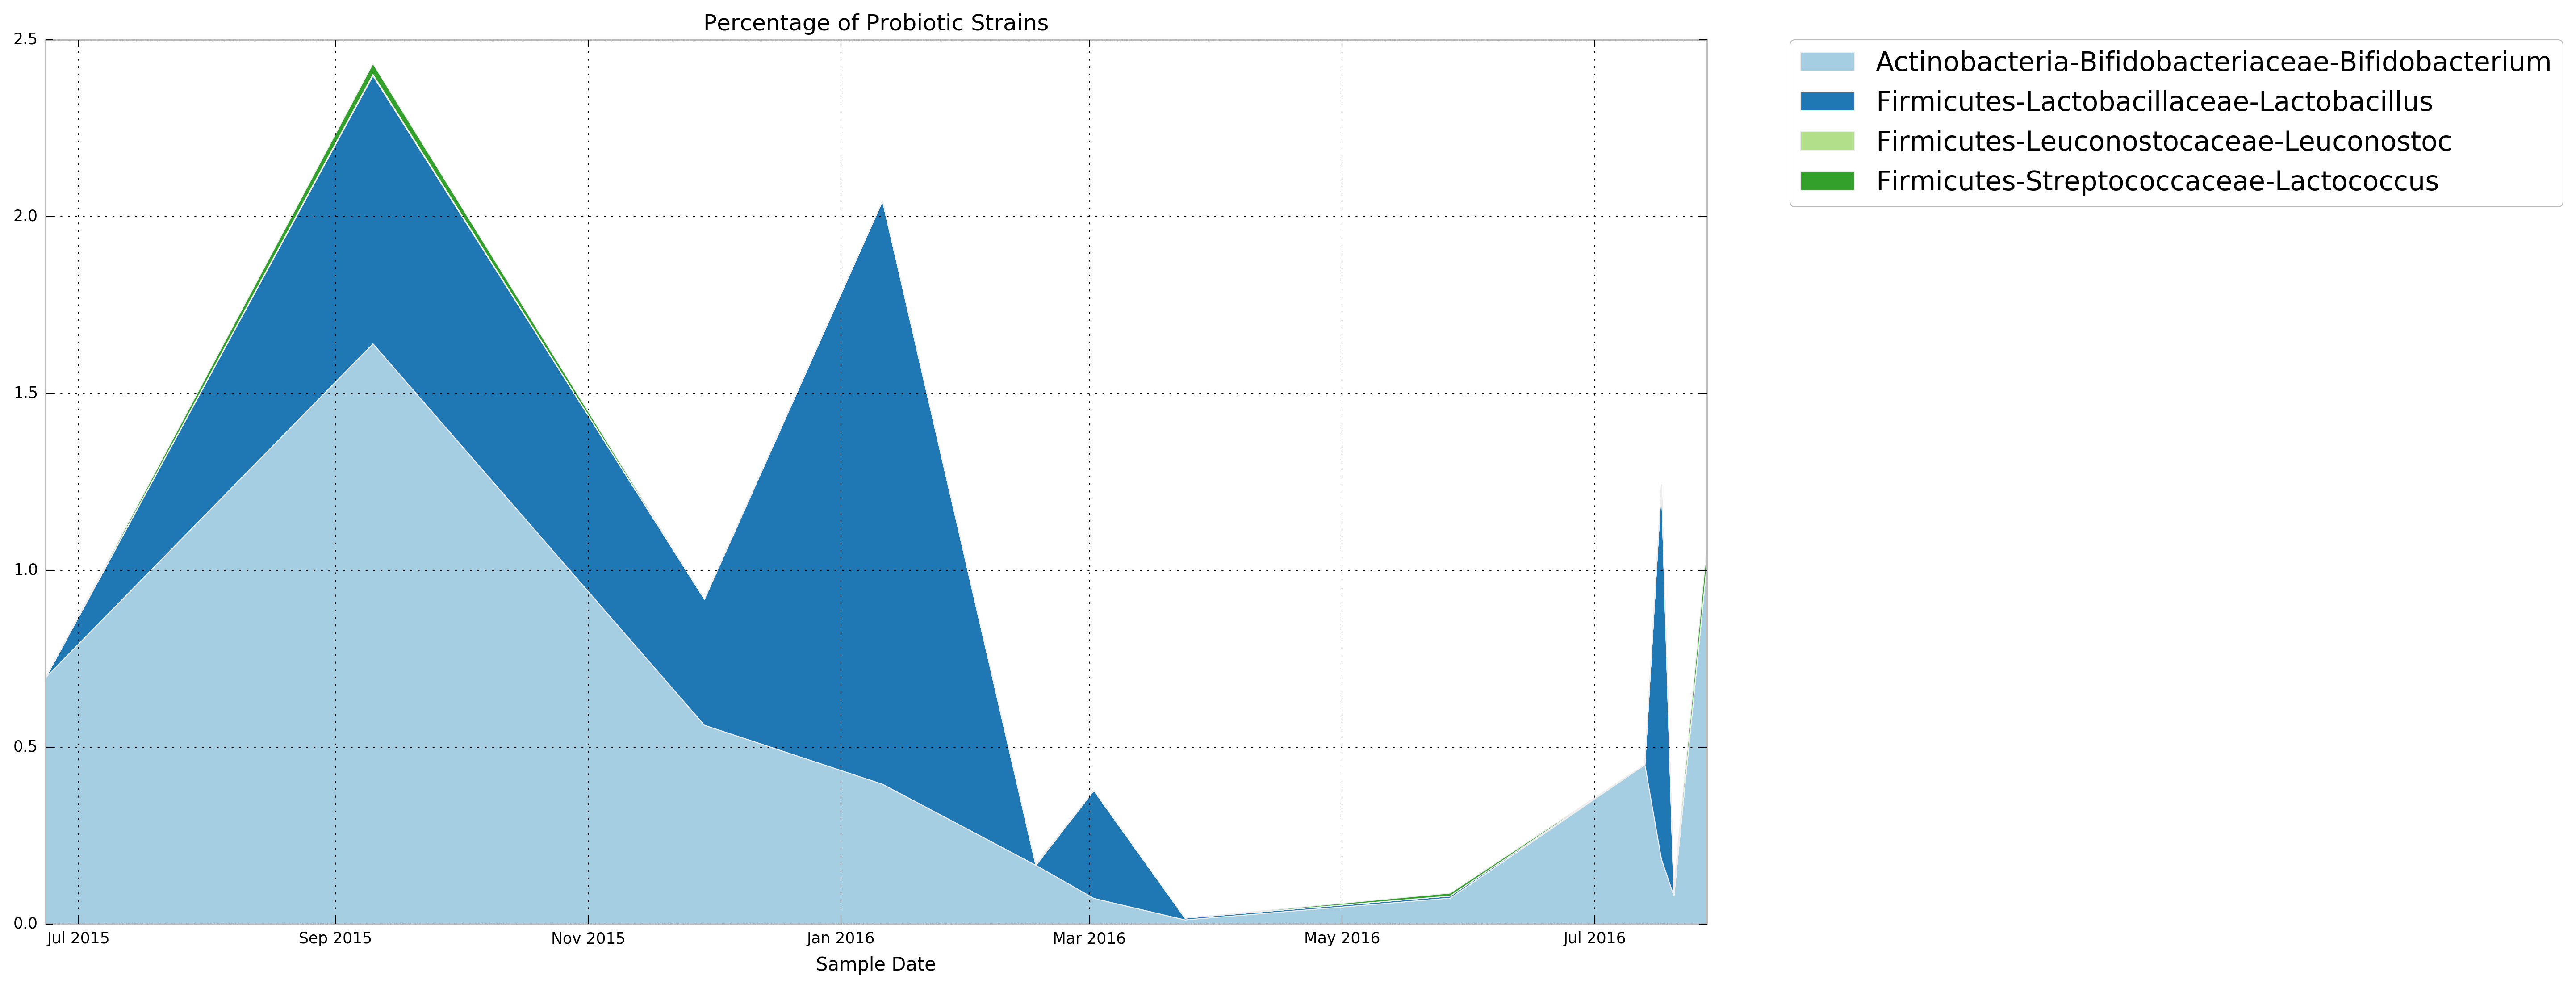 Percentage of Probiotic Strains
2.5
2.0
1.5
1.0
0.5
0.0
Jul 2015 Sep 2015 Nov 2015 Jan 2016 Mar 2016 May 2016 Jul 2016
Sample Date
Actinobacteria-Bifidobacteriaceae-Bifidobacterium
Firmicutes-Lactobacillaceae-Lactobacillus
Firmicutes-Leuconostocaceae-Leuconostoc
Firmicutes-Streptococcaceae-Lactococcus